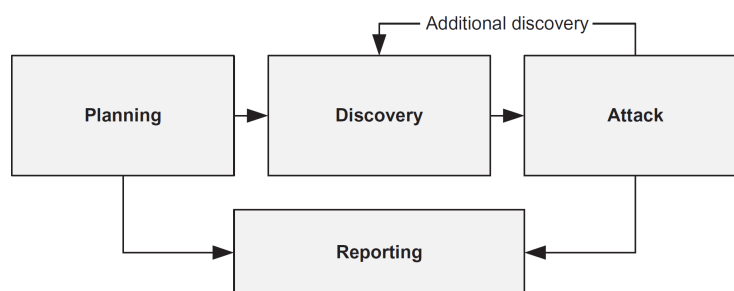 Additional discovery
Planning
Discovery
Attack
Reporting